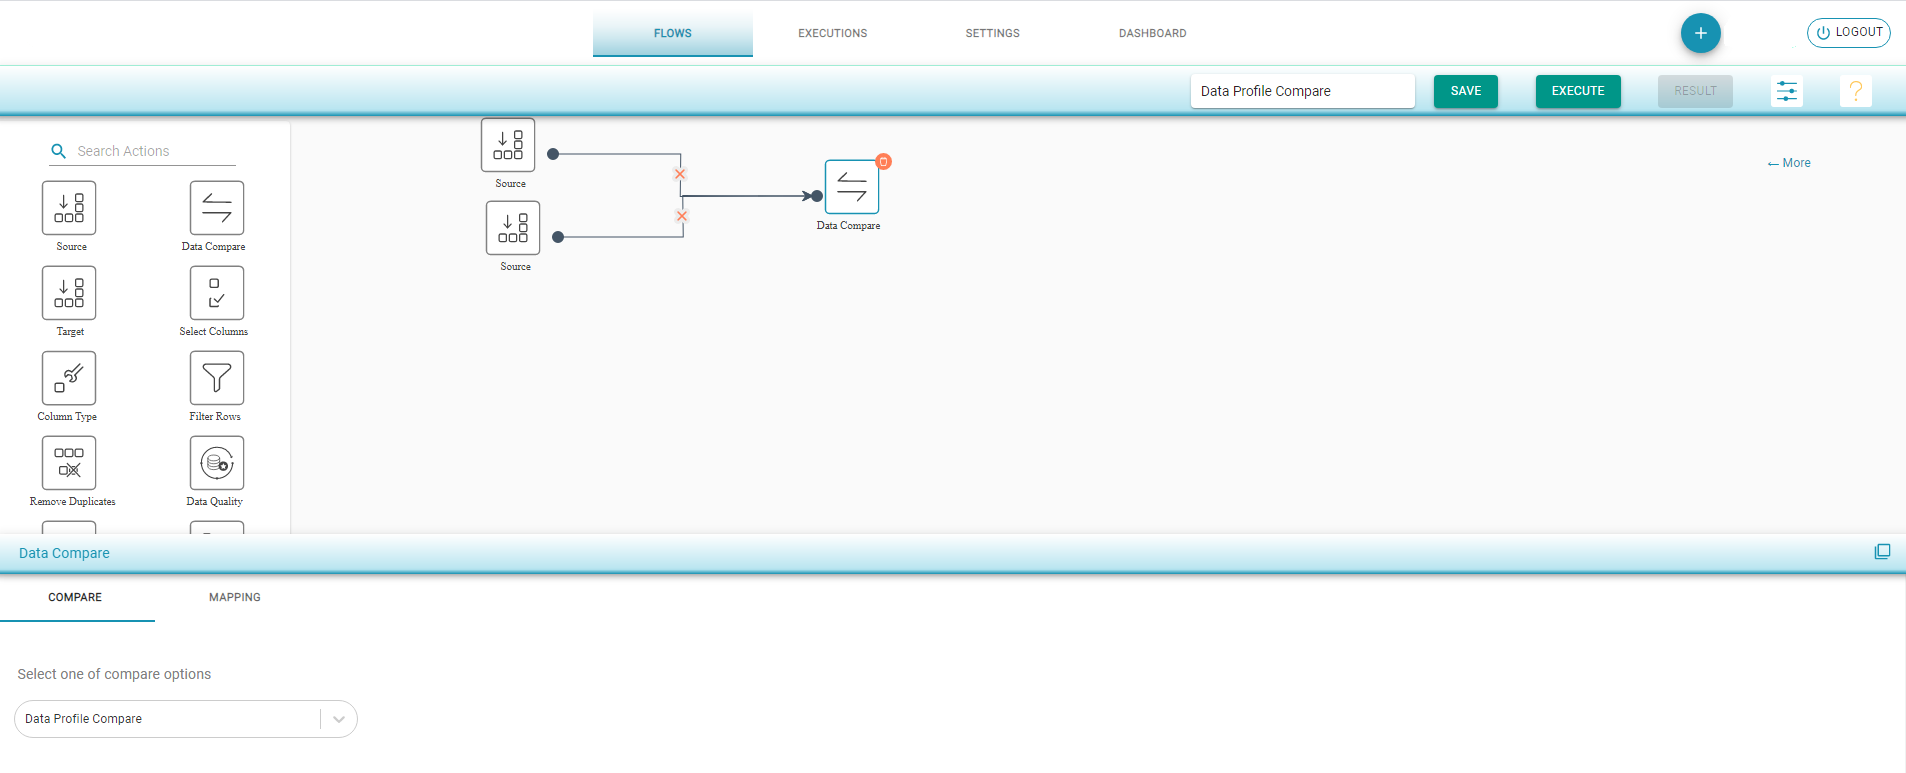 FLOWS
EXECUTIONS
SETTINGS
DASHBOARD
LOGOUT
Data Profile Compare
SAVE
EXECUTE
RESULT
?
Search Actions
Source
Data Compare
Target
Select Columns
Column Type
Filter Rows
Remove Duplicates
Data Quality
Source
Source
Data Compare
← More
Data Compare
COMPARE
MAPPING
Select one of compare options
Data Profile Compare